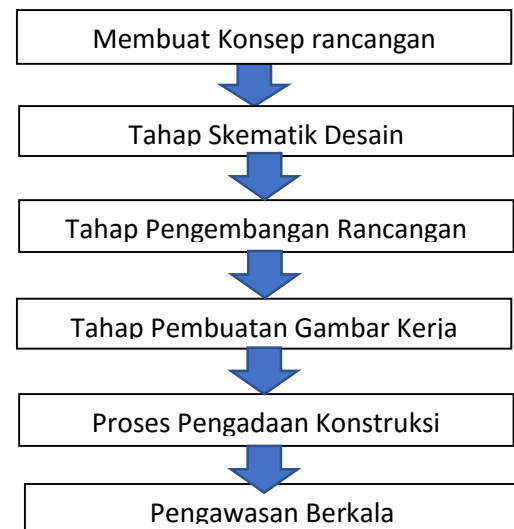 Membuat Konsep rancangan
Tahap Skematik Desain
Tahap Pengembangan Rancangan
Tahap Pembuatan Gambar Kerja
Proses Pengadaan Konstruksi
Pengawasan Berkala